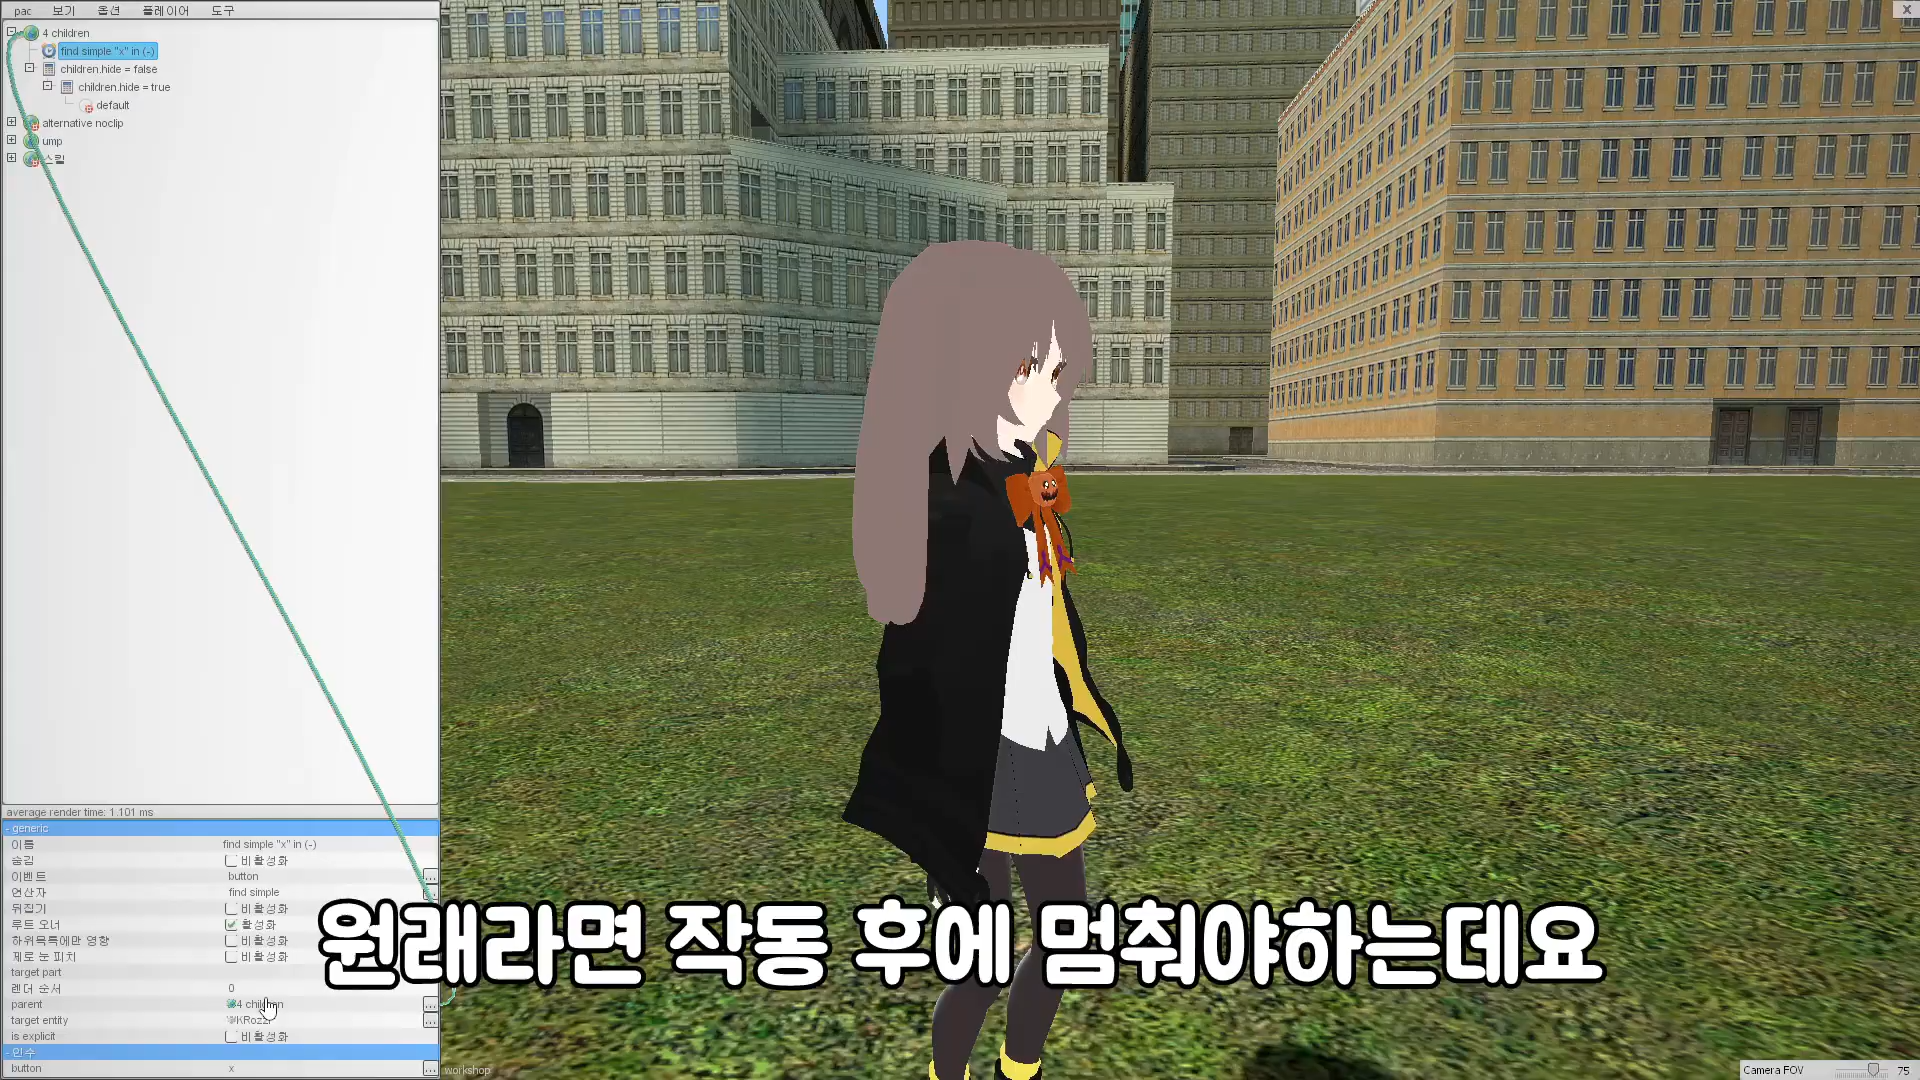 pac 보기 옵션 플레이어 도구
4 children
find simple "x" in (-)
children.hide = false
children.hide = true
default
alternative noclip
ump
스킬
average render time: 1.101 ms
- generic
이름 find simple "x" in (-)
숨김 비활성화
이벤트 button ...
연산자 find simple ...
뒤집기 비활성화
루트 오너 활성화
하위목록에만 영향 비활성화
제로 눈 피치 비활성화
target part
렌더 순서 0
parent 4 children ...
target entity ...
is explicit 비활성화
- 인수
button x ...
원래라면 작동 후에 멈춰야하는데요
workshop
Camera FOV 75